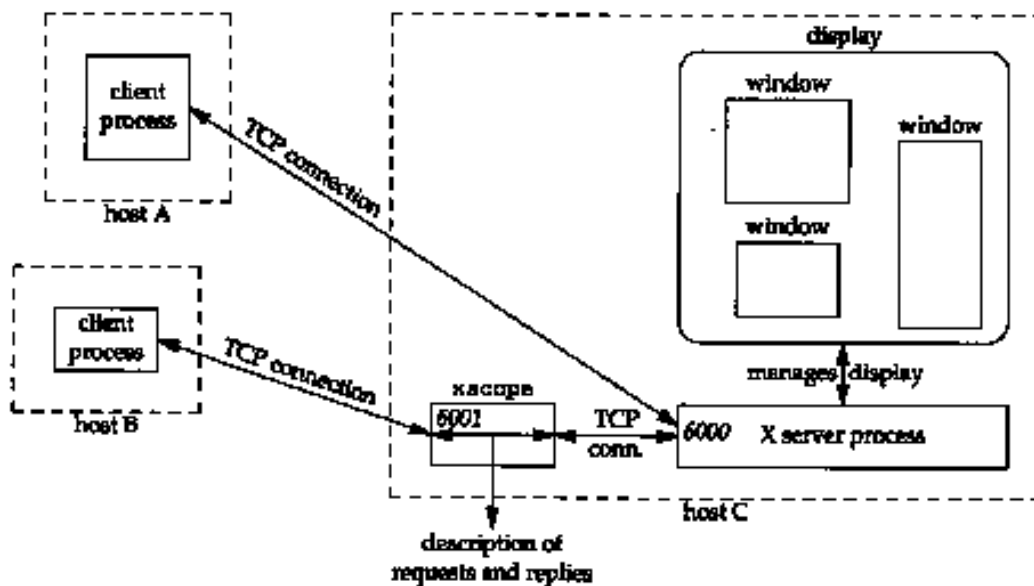 display
client
process
window
window
TCP connection
host A
window
client
process
TCP connection
manages display
xscope
host B
6001
TCP
conn.
6000 X server process
host C
description of
requests and replies